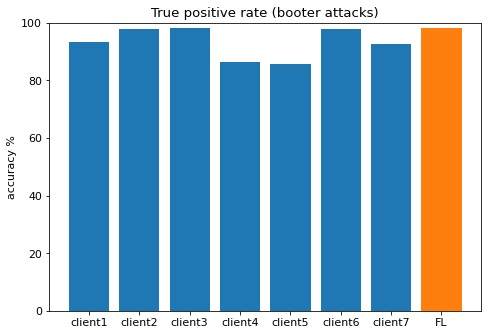 True positive rate (booter attacks)
accuracy %
100
80
60
40
20
0
client1 client2 client3 client4 client5 client6 client7 FL